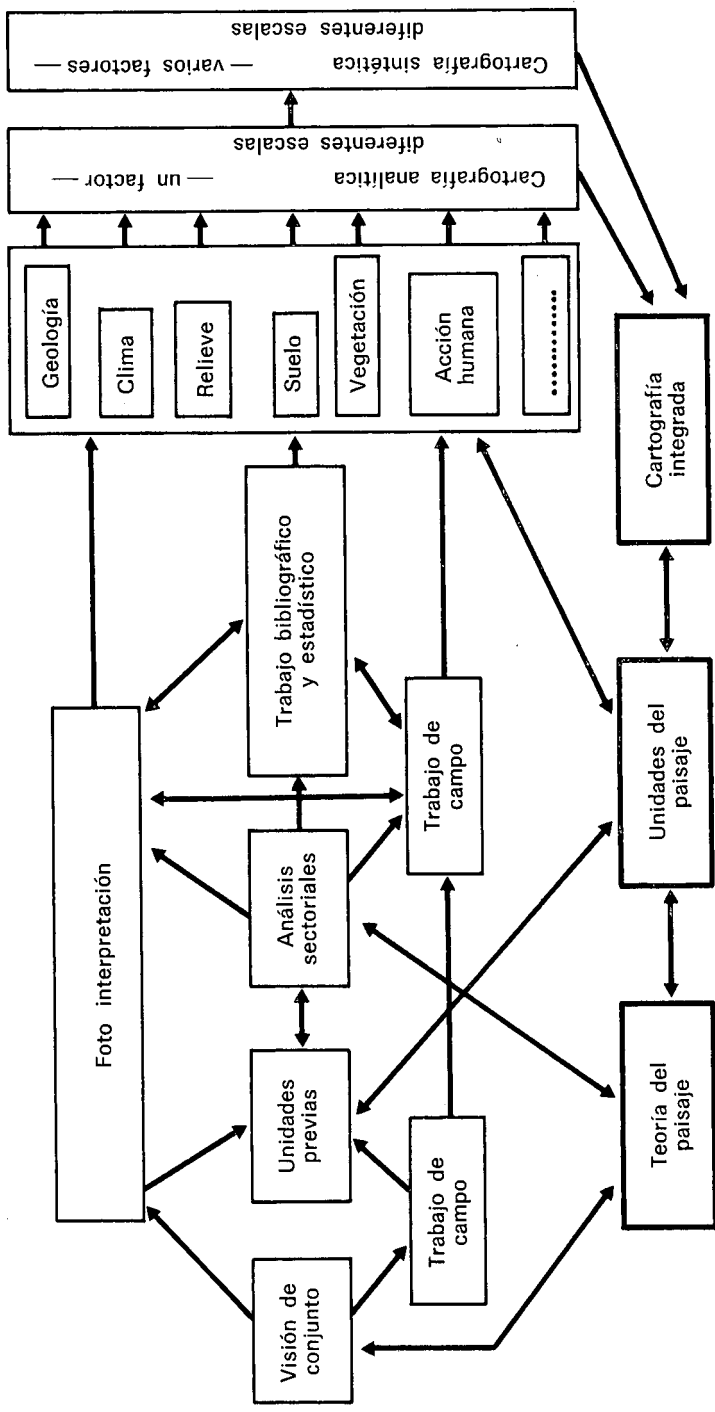 Visión de
conjunto
Foto interpretación
Unidades
previas
Trabajo de
campo
Análisis
sectoriales
Trabajo bibliográfico
y estadístico
Trabajo de
campo
Geología
Clima
Relieve
Suelo
Vegetación
Acción
humana
..............
Cartografía analítica — un factor —
diferentes escalas
Cartografía sintética — varios factores —
diferentes escalas
Teoría del
paisaje
Unidades del
paisaje
Cartografía
integrada